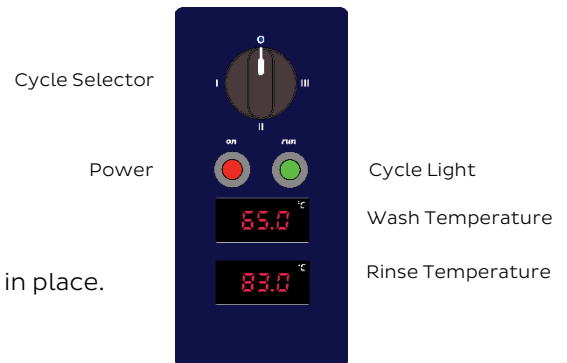 O
Cycle Selector
I
III
II
on
run
Power
Cycle Light
°C
65.0
Wash Temperature
°C
83.0
Rinse Temperature
in place.